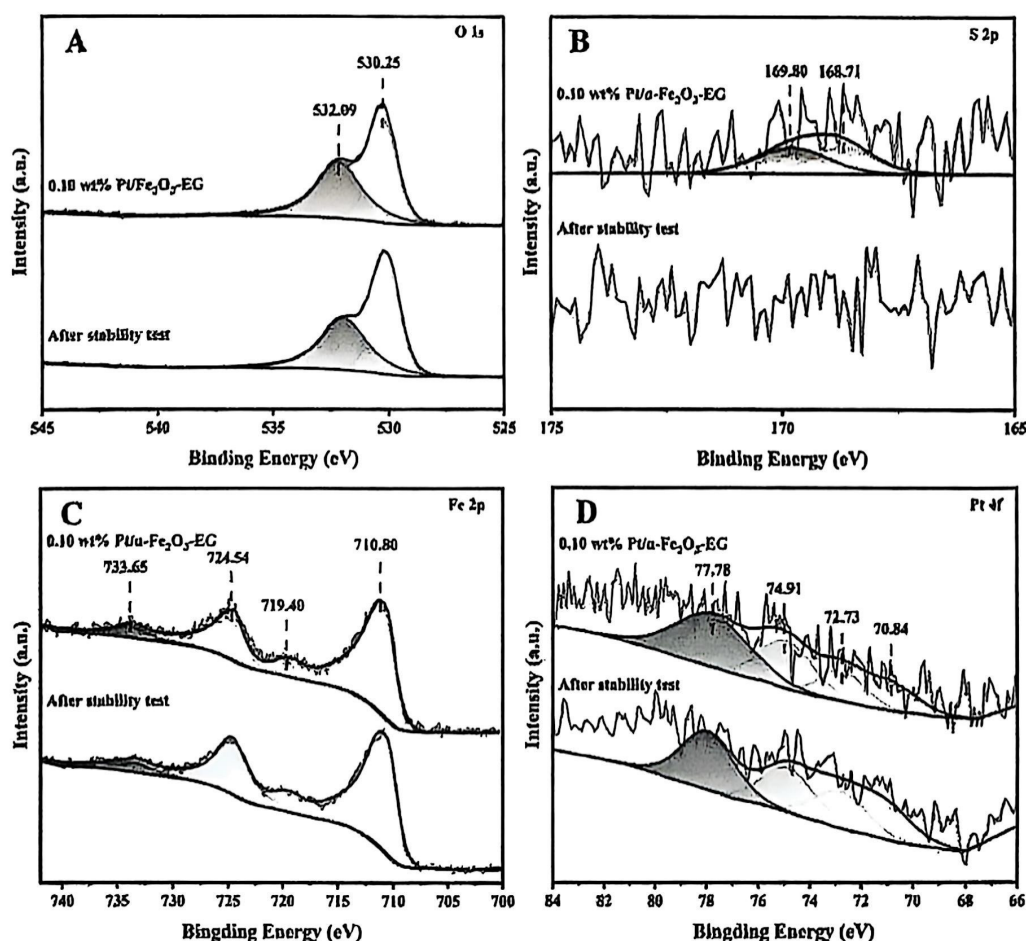 A
O 1s
530.25
532.09
0.10 wt% Pt/Fe₂O₃-EG
After stability test
Intensity (a.u.)
545 540 535 530 525
Binding Energy (eV)
B
S 2p
169.80 168.71
0.10 wt% Pt/α-Fe₂O₃-EG
After stability test
Intensity (a.u.)
175 170 165
Binding Energy (eV)
C
Fe 2p
0.10 wt% Pt/α-Fe₂O₃-EG
733.65
724.54
719.40
710.80
After stability test
Intensity (a.u.)
740 735 730 725 720 715 710 705 700
Bingding Energy (eV)
D
Pt 4f
0.10 wt% Pt/α-Fe₂O₃-EG
77.78
74.91
72.73
70.84
After stability test
Intensity (a.u.)
84 82 80 78 76 74 72 70 68 66
Bingding Energy (eV)